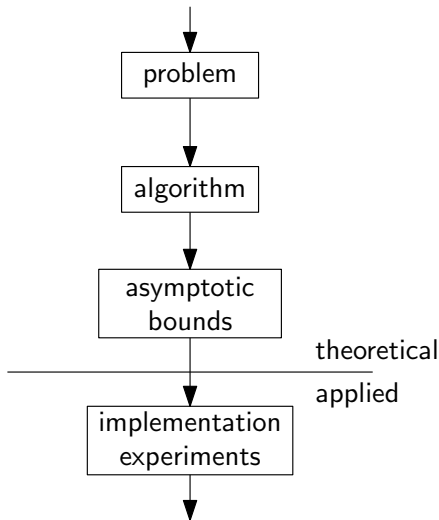 problem
algorithm
asymptotic
bounds
theoretical
applied
implementation
experiments